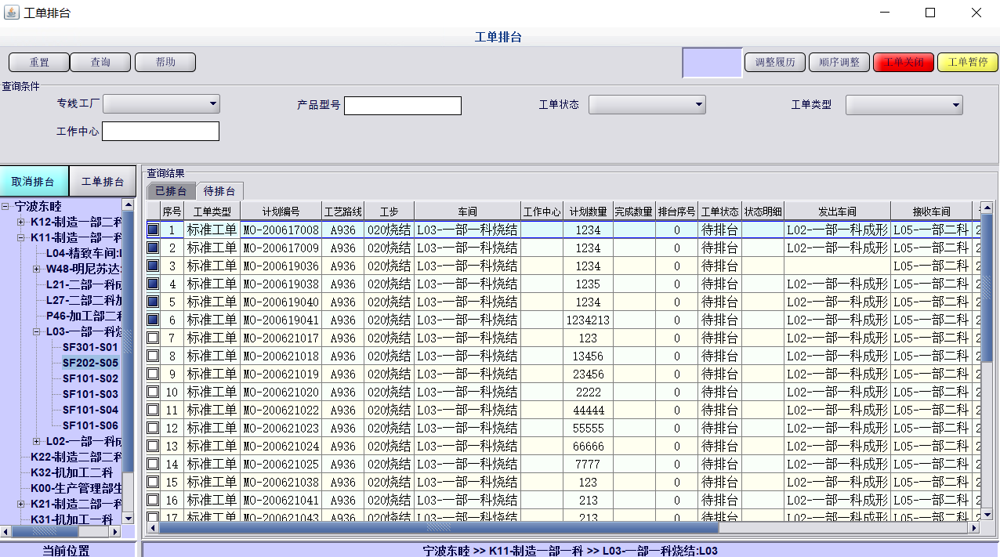 工单排台
工单排台
重置 查询 帮助 调整履历 顺序调整 工单关闭 工单暂停
查询条件
专线工厂 产品型号 工单状态 工单类型
工作中心
取消排台 工单排台
查询结果
已排台 待排台
宁波东睦
K12-制造一部二科
K11-制造一部一科
L04-精致车间:
W48-明尼苏达
L21-二部一科成
L27-二部二科加
P46-加工部二科
L03-一部一科烧
SF301-S01
SF202-S05
SF101-S02
SF101-S03
SF101-S04
SF101-S06
L02-一部一科成
K22-制造二部二科
K32-机加工二科
K00-生产管理部生
K21-制造二部一科
K31-机加工一科
序号 工单类型 计划编号 工艺路线 工步 车间 工作中心 计划数量 完成数量 排台序号 工单状态 状态明细 发出车间 接收车间
1 标准工单 MO-200617008 A936 020烧结 L03-一部一科烧结 1234 0 待排台 L02-一部一科成形 L05-一部二科 2
2 标准工单 MO-200617009 A936 020烧结 L03-一部一科烧结 1234 0 待排台 L02-一部一科成形 L05-一部二科 2
3 标准工单 MO-200619036 A936 020烧结 L03-一部一科烧结 1234 0 待排台 L05-一部二科 2
4 标准工单 MO-200619038 A936 020烧结 L03-一部一科烧结 1235 0 待排台 L02-一部一科成形 L05-一部二科 2
5 标准工单 MO-200619040 A936 020烧结 L03-一部一科烧结 1234 0 待排台 L02-一部一科成形 L05-一部二科 2
6 标准工单 MO-200619041 A936 020烧结 L03-一部一科烧结 1234213 0 待排台 L02-一部一科成形 L05-一部二科 2
7 标准工单 MO-200621017 A936 020烧结 L03-一部一科烧结 123 0 待排台 L02-一部一科成形 L05-一部二科 2
8 标准工单 MO-200621018 A936 020烧结 L03-一部一科烧结 13456 0 待排台 L02-一部一科成形 L05-一部二科 2
9 标准工单 MO-200621019 A936 020烧结 L03-一部一科烧结 23456 0 待排台 L02-一部一科成形 L05-一部二科 2
10 标准工单 MO-200621020 A936 020烧结 L03-一部一科烧结 2222 0 待排台 L02-一部一科成形 L05-一部二科 2
11 标准工单 MO-200621022 A936 020烧结 L03-一部一科烧结 44444 0 待排台 L02-一部一科成形 L05-一部二科 2
12 标准工单 MO-200621023 A936 020烧结 L03-一部一科烧结 55555 0 待排台 L02-一部一科成形 L05-一部二科 2
13 标准工单 MO-200621024 A936 020烧结 L03-一部一科烧结 66666 0 待排台 L02-一部一科成形 L05-一部二科 2
14 标准工单 MO-200621025 A936 020烧结 L03-一部一科烧结 7777 0 待排台 L02-一部一科成形 L05-一部二科 2
15 标准工单 MO-200621038 A936 020烧结 L03-一部一科烧结 123 0 待排台 L02-一部一科成形 L05-一部二科 2
16 标准工单 MO-200621041 A936 020烧结 L03-一部一科烧结 213 0 待排台 L02-一部一科成形 L05-一部二科 2
17 标准工单 MO-200621043 A936 020烧结 L03-一部一科烧结 213 0 待排台 L02-一部一科成形 L05-一部二科 2
当前位置 宁波东睦 >> K11-制造一部一科 >> L03-一部一科烧结:L03